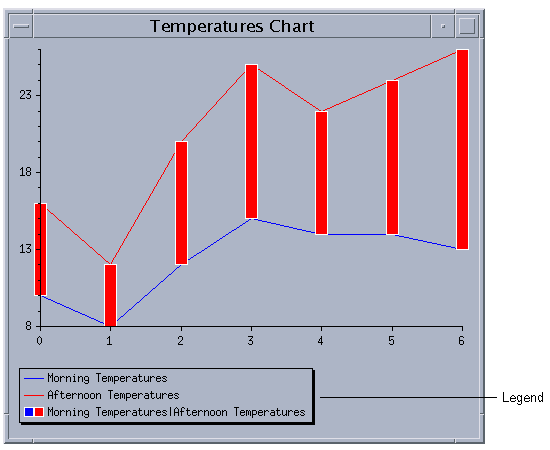 Temperatures Chart
23
18
13
8
0 1 2 3 4 5 6
Morning Temperatures
Afternoon Temperatures
Morning Temperatures|Afternoon Temperatures
Legend